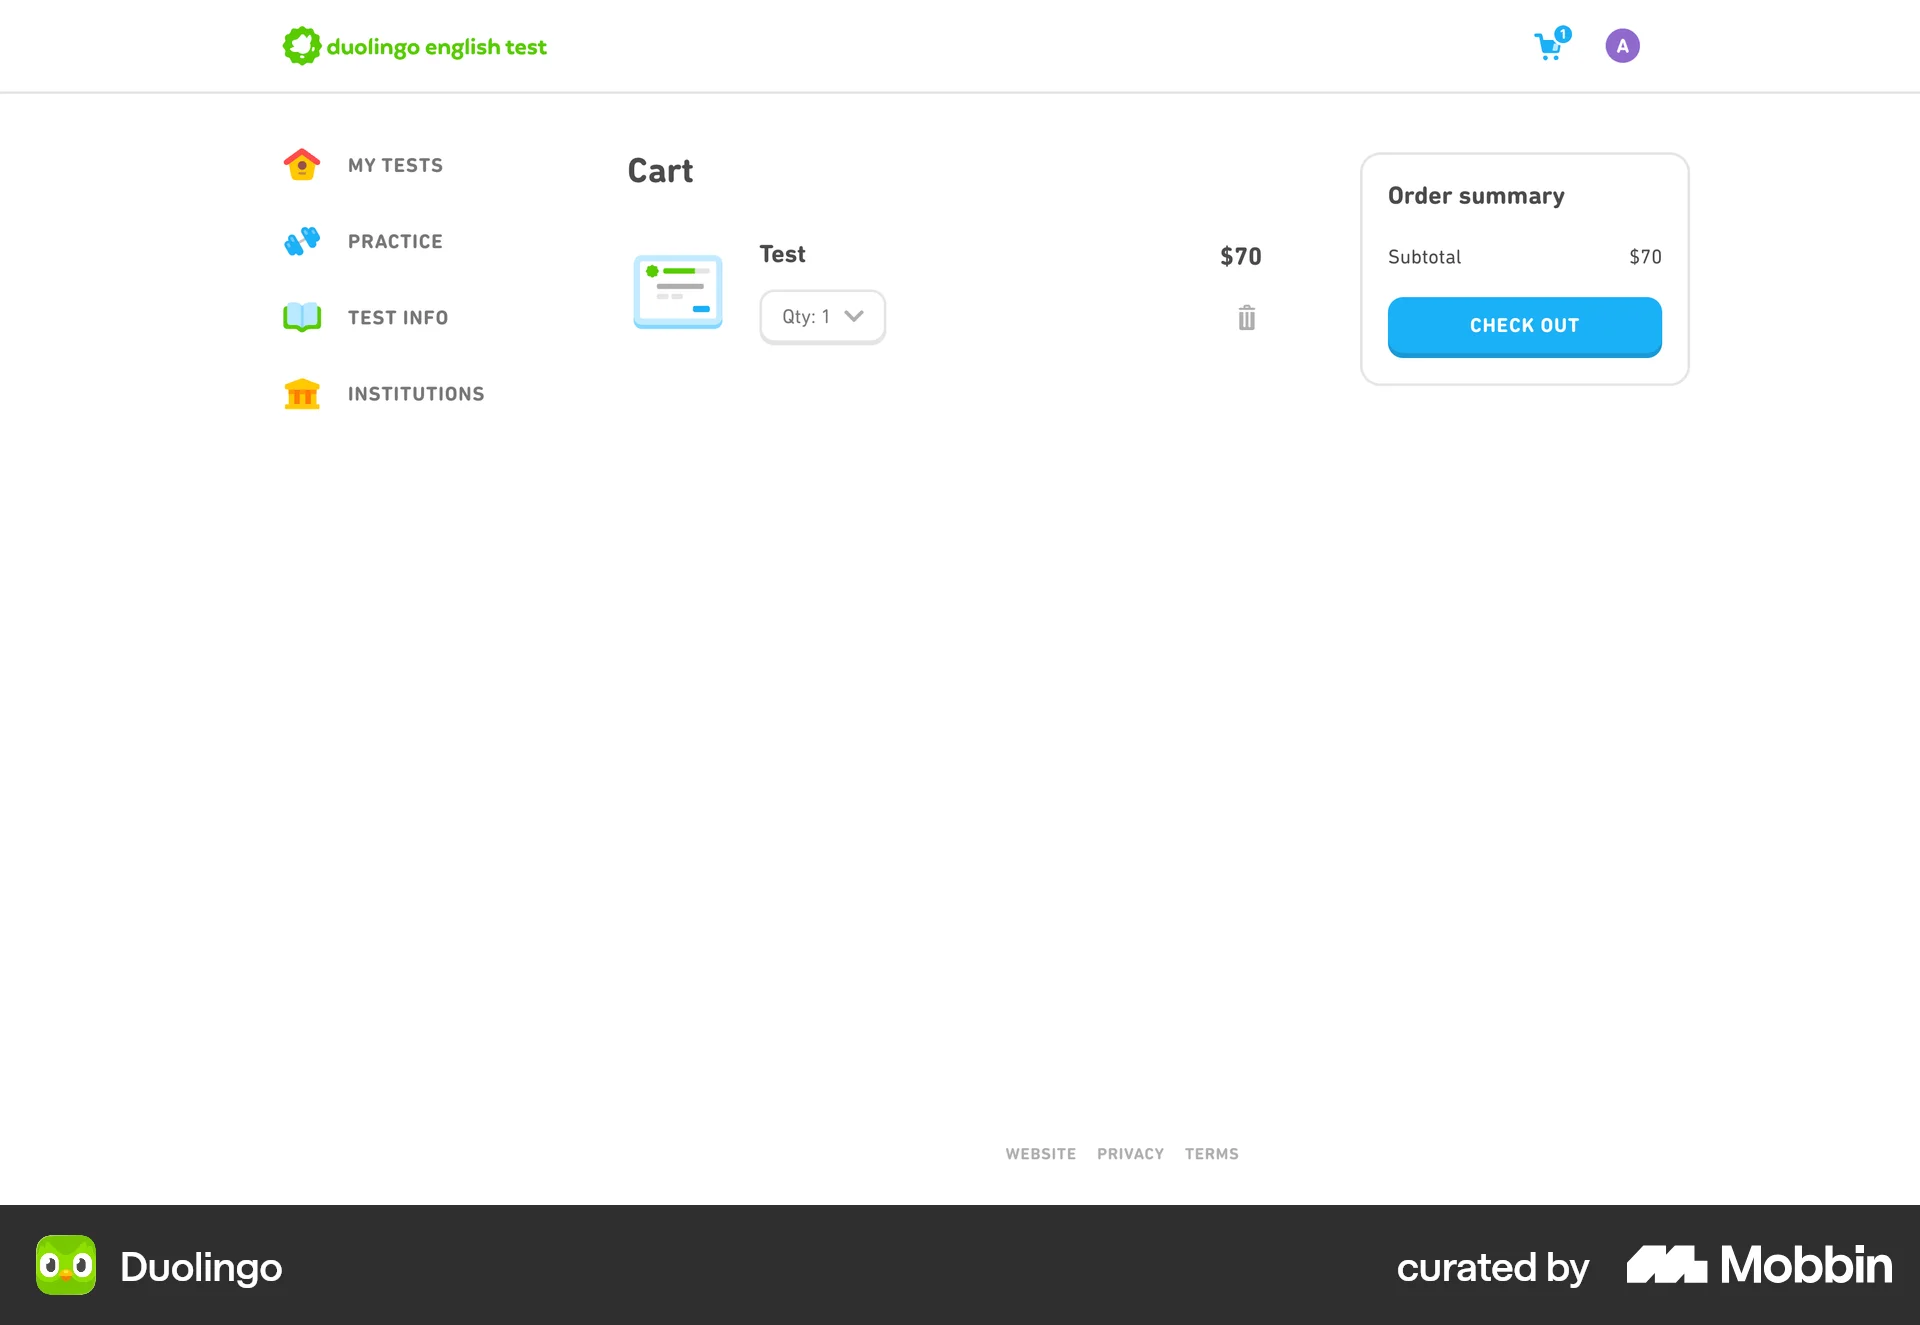 duolingo english test
1
A
MY TESTS
PRACTICE
TEST INFO
INSTITUTIONS
Cart
Test
$70
Qty: 1
Order summary
Subtotal $70
CHECK OUT
WEBSITE PRIVACY TERMS
Duolingo
curated by Mobbin